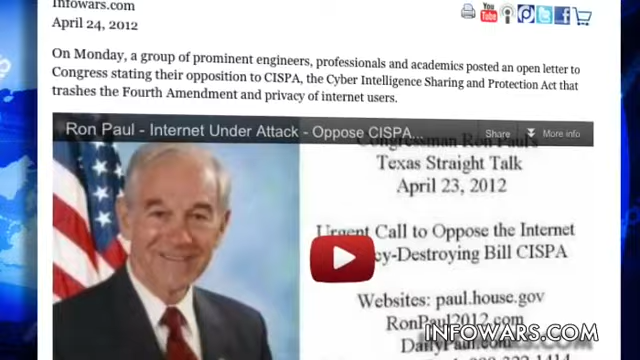 Infowars.com
April 24, 2012
You
Tube
On Monday, a group of prominent engineers, professionals and academics posted an open letter to
Congress stating their opposition to CISPA, the Cyber Intelligence Sharing and Protection Act that
trashes the Fourth Amendment and privacy of internet users.
Ron Paul - Internet Under Attack - Oppose CISPA...
Share
More info
Congressman Ron Paul's
Texas Straight Talk
April 23, 2012
Urgent Call to Oppose the Internet
cy-Destroying Bill CISPA
Websites: paul.house.gov
RonPaul2012.com
INFOWARS.COM